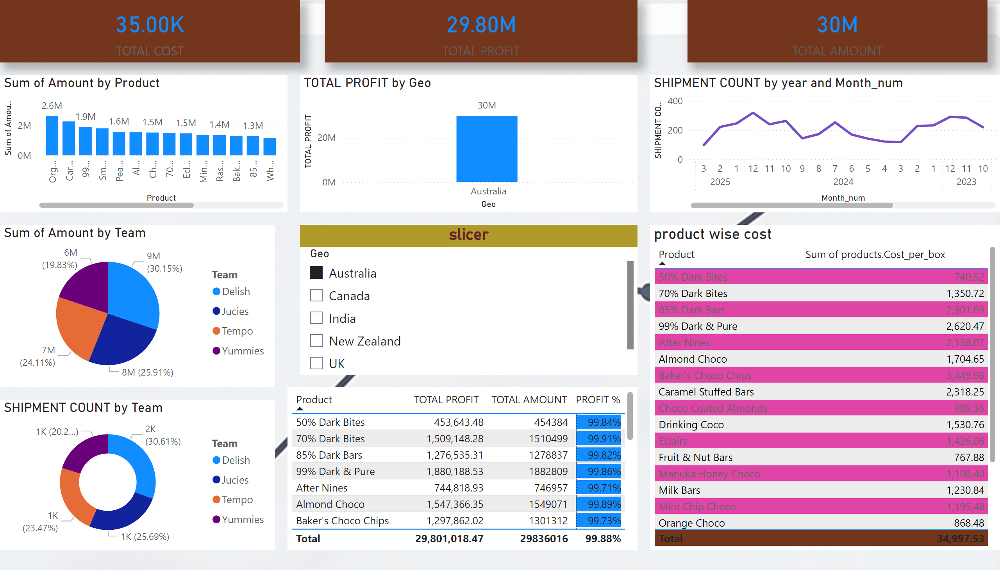 35.00K
TOTAL COST
29.80M
TOTAL PROFIT
30M
TOTAL AMOUNT
Sum of Amount by Product
Sum of Amou...
2M
0M
2.6M
1.9M
1.6M
1.5M
1.5M
1.4M
1.3M
Org...
Car...
99...
Sm...
Pea...
Al...
Ch...
70...
Ecl...
Min...
Ras...
Bak...
85...
Wh...
Product
TOTAL PROFIT by Geo
TOTAL PROFIT
20M
0M
30M
Australia
Geo
SHIPMENT COUNT by year and Month_num
SHIPMENT CO...
400
200
0
3 2 1 12 11 10 9 8 7 6 5 4 3 2 1 12 11 10
2025 2024 2023
Month_num
Sum of Amount by Team
6M
(19.83%)
9M
(30.15%)
7M
(24.11%)
8M (25.91%)
Team
Delish
Jucies
Tempo
Yummies
slicer
Geo
Australia
Canada
India
New Zealand
UK
product wise cost
Product Sum of products.Cost_per_box
50% Dark Bites 740.52
70% Dark Bites 1,350.72
85% Dark Bars 2,301.69
99% Dark & Pure 2,620.47
After Nines 2,138.07
Almond Choco 1,704.65
Baker's Choco Chips 3,449.98
Caramel Stuffed Bars 2,318.25
Choco Coated Almonds 989.36
Drinking Coco 1,530.76
Eclairs 1,426.06
Fruit & Nut Bars 767.88
Manuka Honey Choco 1,108.40
Milk Bars 1,230.84
Mint Chip Choco 1,195.48
Orange Choco 868.48
Total 34,997.53
SHIPMENT COUNT by Team
1K (20.2...)
2K
(30.61%)
1K
(23.47%)
1K (25.69%)
Team
Delish
Jucies
Tempo
Yummies
Product TOTAL PROFIT TOTAL AMOUNT PROFIT %
50% Dark Bites 453,643.48 454384 99.84%
70% Dark Bites 1,509,148.28 1510499 99.91%
85% Dark Bars 1,276,535.31 1278837 99.82%
99% Dark & Pure 1,880,188.53 1882809 99.86%
After Nines 744,818.93 746957 99.71%
Almond Choco 1,547,366.35 1549071 99.89%
Baker's Choco Chips 1,297,862.02 1301312 99.73%
Total 29,801,018.47 29836016 99.88%